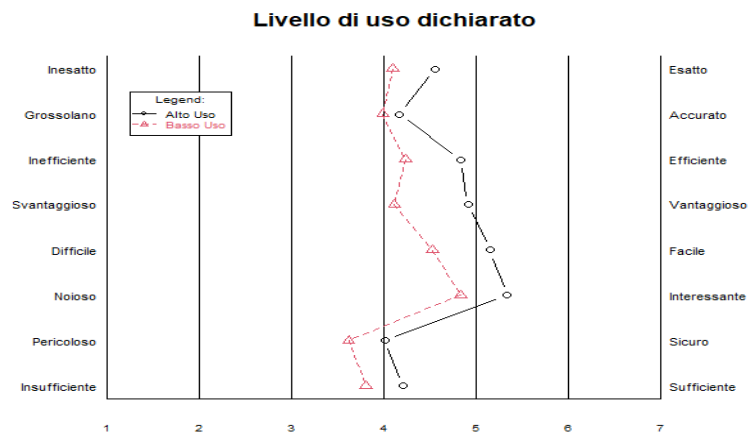 Livello di uso dichiarato
Inesatto Esatto
Legend:
Alto Uso
Basso Uso
Grossolano Accurato
Inefficiente Efficiente
Svantaggioso Vantaggioso
Difficile Facile
Noioso Interessante
Pericoloso Sicuro
Insufficiente Sufficiente
1 2 3 4 5 6 7